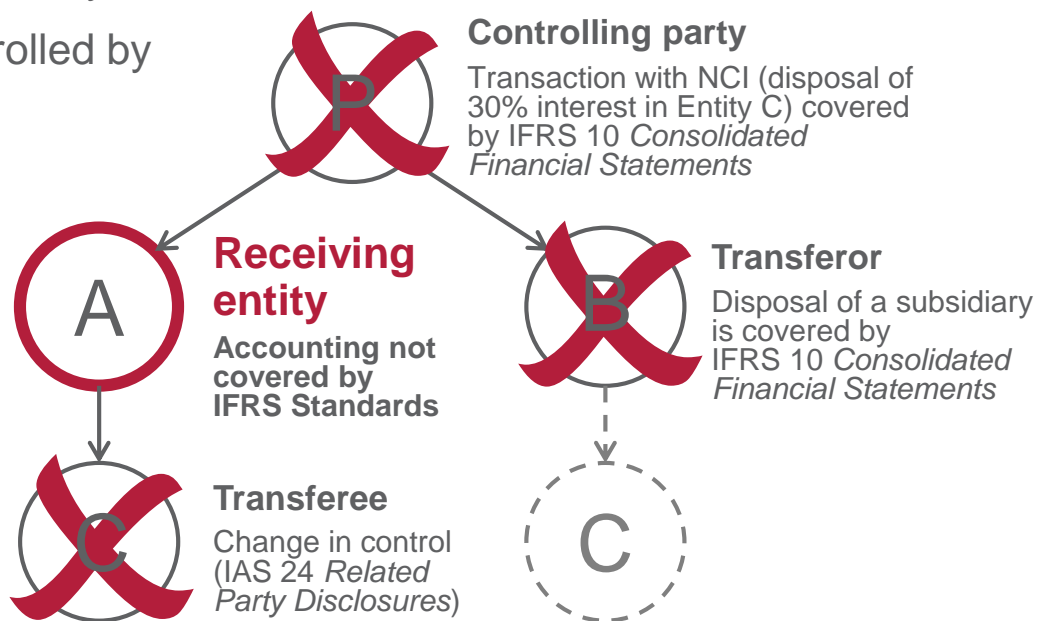 rolled by
P
Controlling party
Transaction with NCI (disposal of
30% interest in Entity C) covered
by IFRS 10 Consolidated
Financial Statements
A
Receiving
entity
Accounting not
covered by
IFRS Standards
B
Transferor
Disposal of a subsidiary
is covered by
IFRS 10 Consolidated
Financial Statements
C
Transferee
Change in control
(IAS 24 Related
Party Disclosures)
C